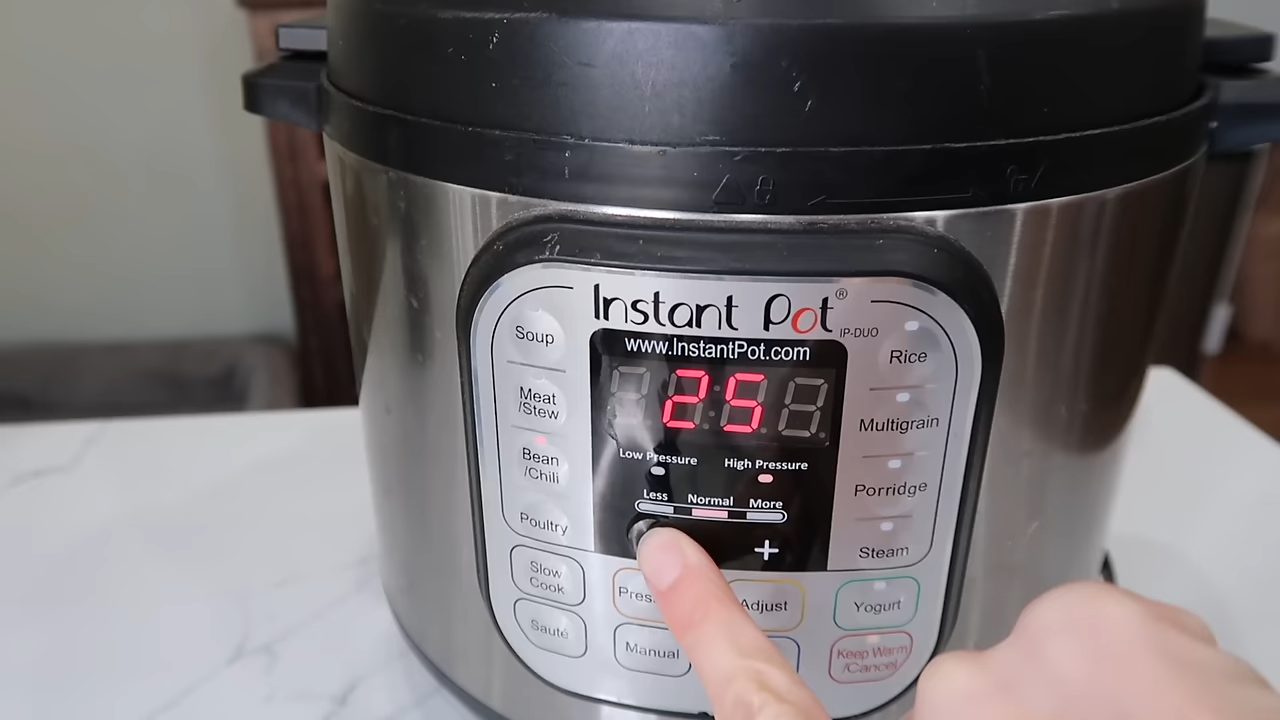 Instant Pot®
IP-DUO
www.InstantPot.com
25
Low Pressure
High Pressure
Less
Normal
More
+
Soup
Meat
/Stew
Bean
/Chili
Poultry
Slow
Cook
Sauté
Adjust
Manual
Rice
Multigrain
Porridge
Steam
Yogurt
Keep Warm
/Cancel